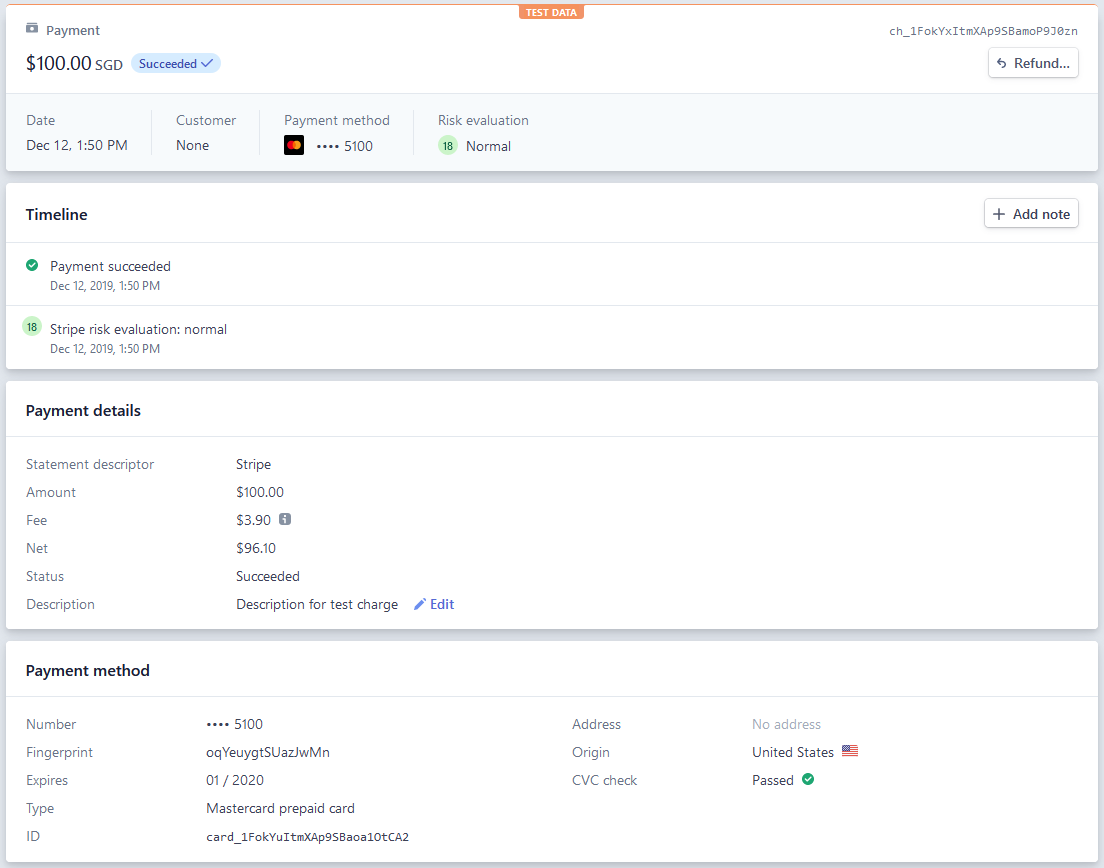 TEST DATA
Payment
ch_1FokYxItmXAp9SBamoP9J0zn
$100.00 SGD Succeeded
Refund...
Date Customer Payment method Risk evaluation
Dec 12, 1:50 PM None •••• 5100 18 Normal
Timeline
Add note
Payment succeeded
Dec 12, 2019, 1:50 PM
18 Stripe risk evaluation: normal
Dec 12, 2019, 1:50 PM
Payment details
Statement descriptor Stripe
Amount $100.00
Fee $3.90
Net $96.10
Status Succeeded
Description Description for test charge Edit
Payment method
Number •••• 5100 Address No address
Fingerprint oqYeuygtSUazJwMn Origin United States
Expires 01 / 2020 CVC check Passed
Type Mastercard prepaid card
ID card_1FokYuItmXAp9SBaoa1OtCA2